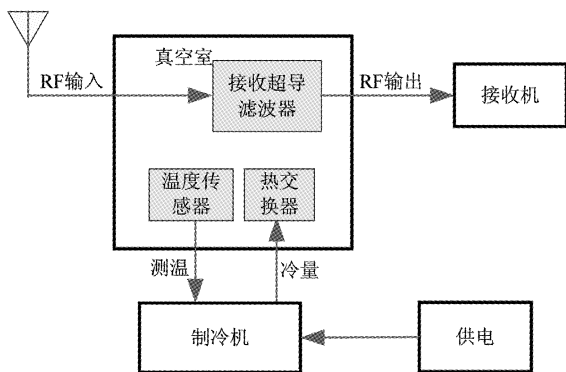 真空室
RF输入
接收超导
滤波器
RF输出
接收机
温度传
感器
热交
换器
测温
冷量
制冷机
供电